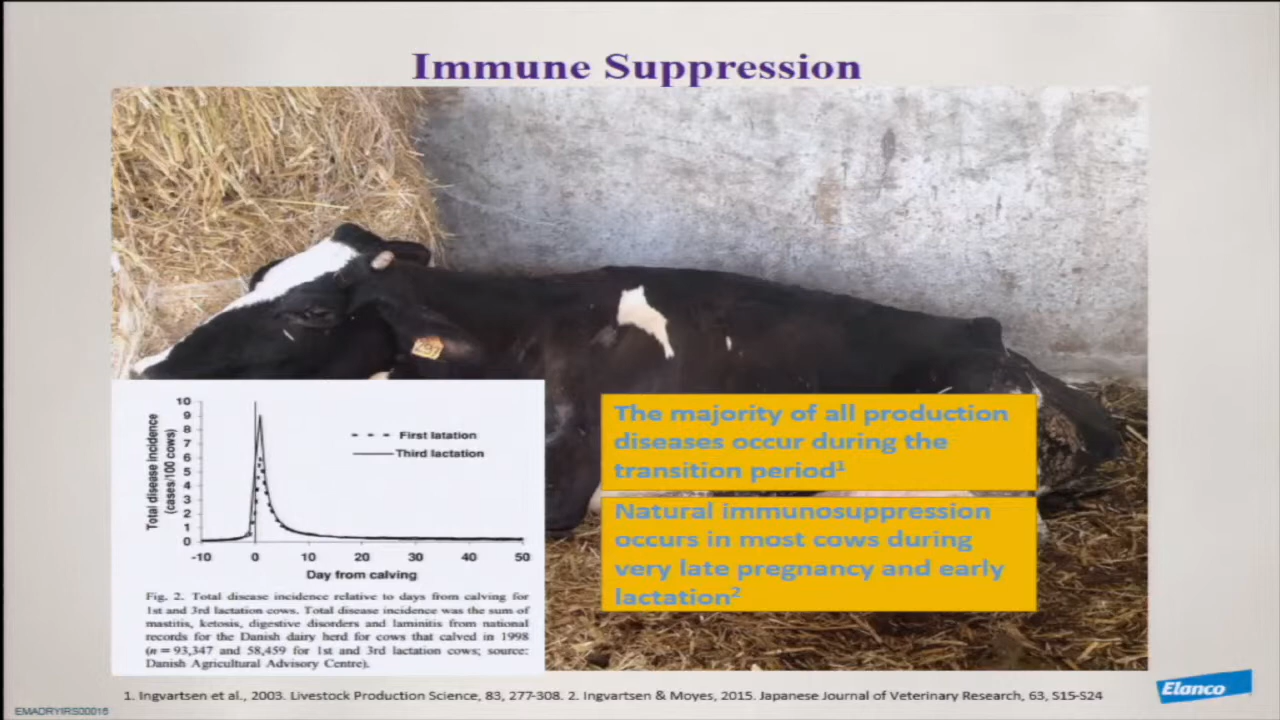 Immune Suppression
797
10
9
8
7
6
5
4
3
2
1
0
Total disease incidence
(cases/100 cows)
First latation
Third lactation
-10 0 10 20 30 40 50
Day from calving
Fig. 2. Total disease incidence relative to days from calving for
1st and 3rd lactation cows. Total disease incidence was the sum of
mastitis, ketosis, digestive disorders and laminitis from national
records for the Danish dairy herd for cows that calved in 1998
(n = 93,347 and 58,459 for 1st and 3rd lactation cows; source:
Danish Agricultural Advisory Centre).
The majority of all production
diseases occur during the
transition period1
Natural immunosuppression
occurs in most cows during
very late pregnancy and early
lactation2
1. Ingvartsen et al., 2003. Livestock Production Science, 83, 277-308. 2. Ingvartsen & Moyes, 2015. Japanese Journal of Veterinary Research, 63, S15-S24
Elanco
EMADRYIRS00016